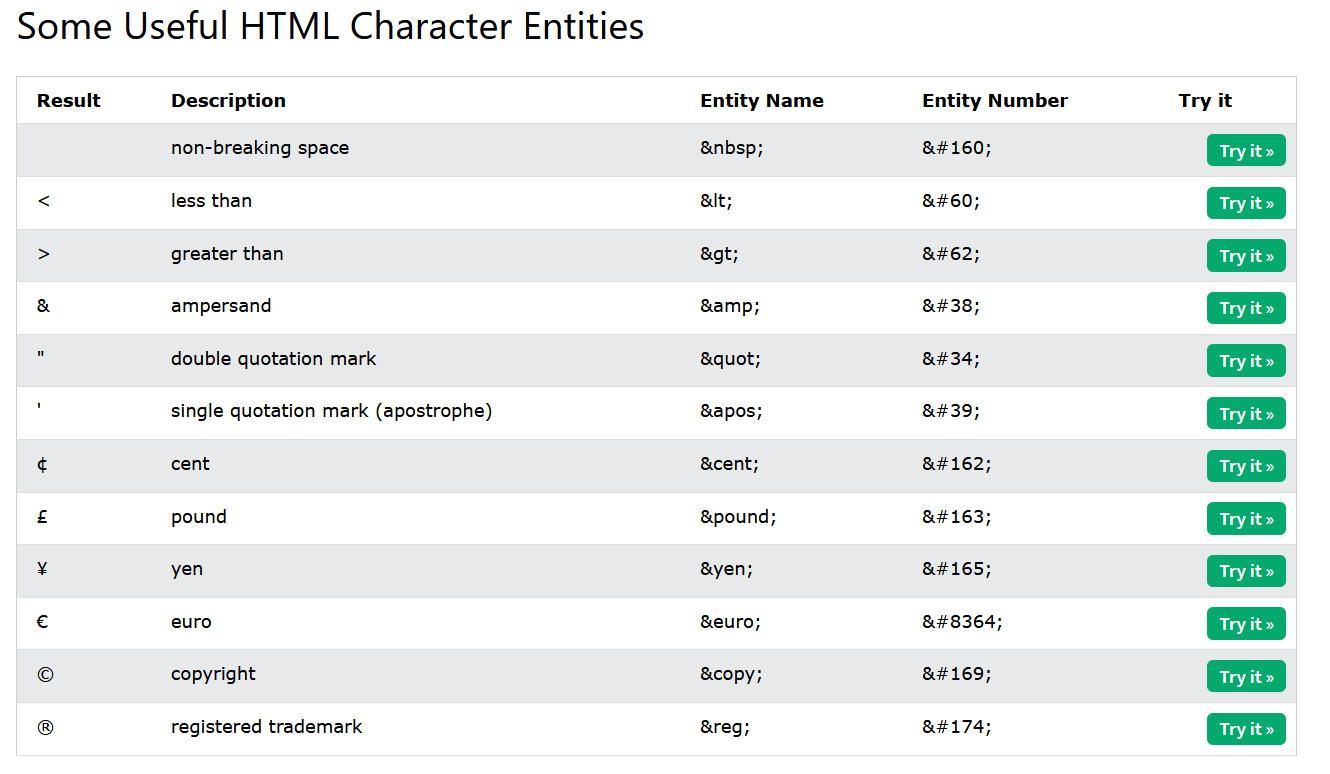 Some Useful HTML Character Entities
Result Description Entity Name Entity Number Try it
non-breaking space &nbsp; &#160; Try it »
< less than &lt; &#60; Try it »
> greater than &gt; &#62; Try it »
& ampersand &amp; &#38; Try it »
" double quotation mark &quot; &#34; Try it »
' single quotation mark (apostrophe) &apos; &#39; Try it »
¢ cent &cent; &#162; Try it »
£ pound &pound; &#163; Try it »
¥ yen &yen; &#165; Try it »
€ euro &euro; &#8364; Try it »
© copyright &copy; &#169; Try it »
® registered trademark &reg; &#174; Try it »